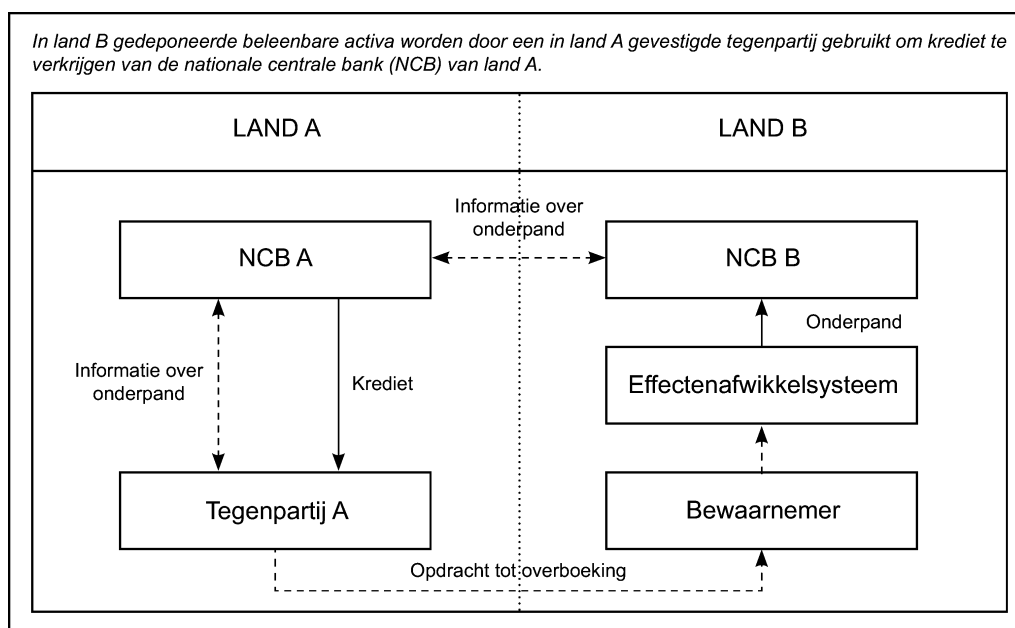 In land B gedeponeerde beleenbare activa worden door een in land A gevestigde tegenpartij gebruikt om krediet te
verkrijgen van de nationale centrale bank (NCB) van land A.
LAND A
LAND B
Informatie over
onderpand
NCB A
NCB B
Onderpand
Informatie over
onderpand
Krediet
Effectenafwikkelsysteem
Tegenpartij A
Bewaarnemer
Opdracht tot overboeking